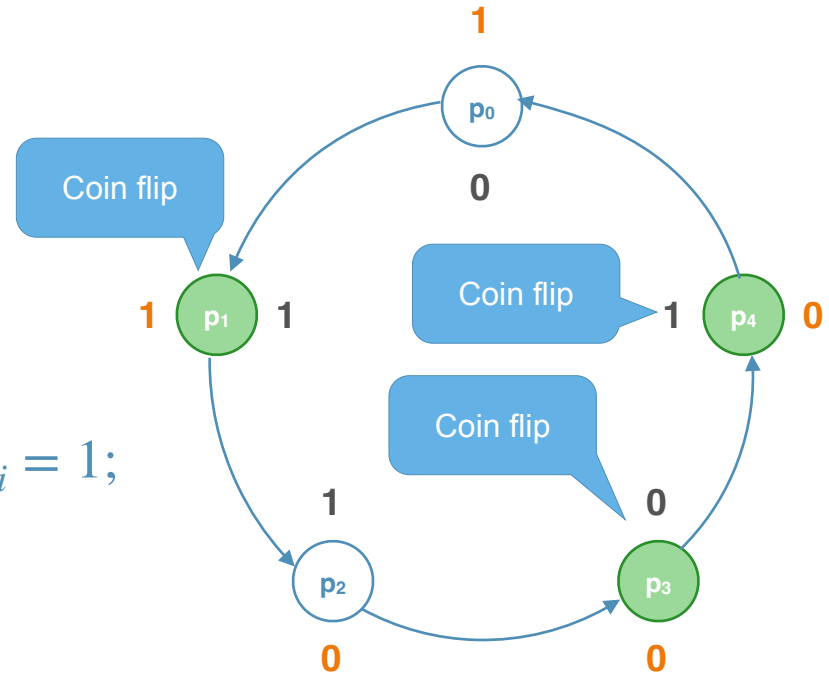 1
p₀
0
Coin flip
Coin flip
1 p₁ 1
1 p₄ 0
Coin flip
i = 1;
1
0
p₂
p₃
0
0